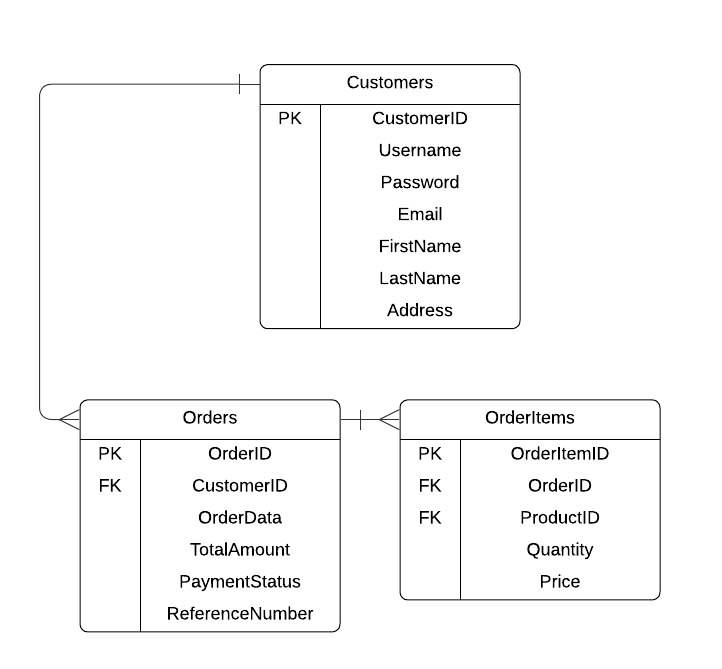 Customers
PK CustomerID
Username
Password
Email
FirstName
LastName
Address
Orders
PK OrderID
FK CustomerID
OrderData
TotalAmount
PaymentStatus
ReferenceNumber
OrderItems
PK OrderItemID
FK OrderID
FK ProductID
Quantity
Price